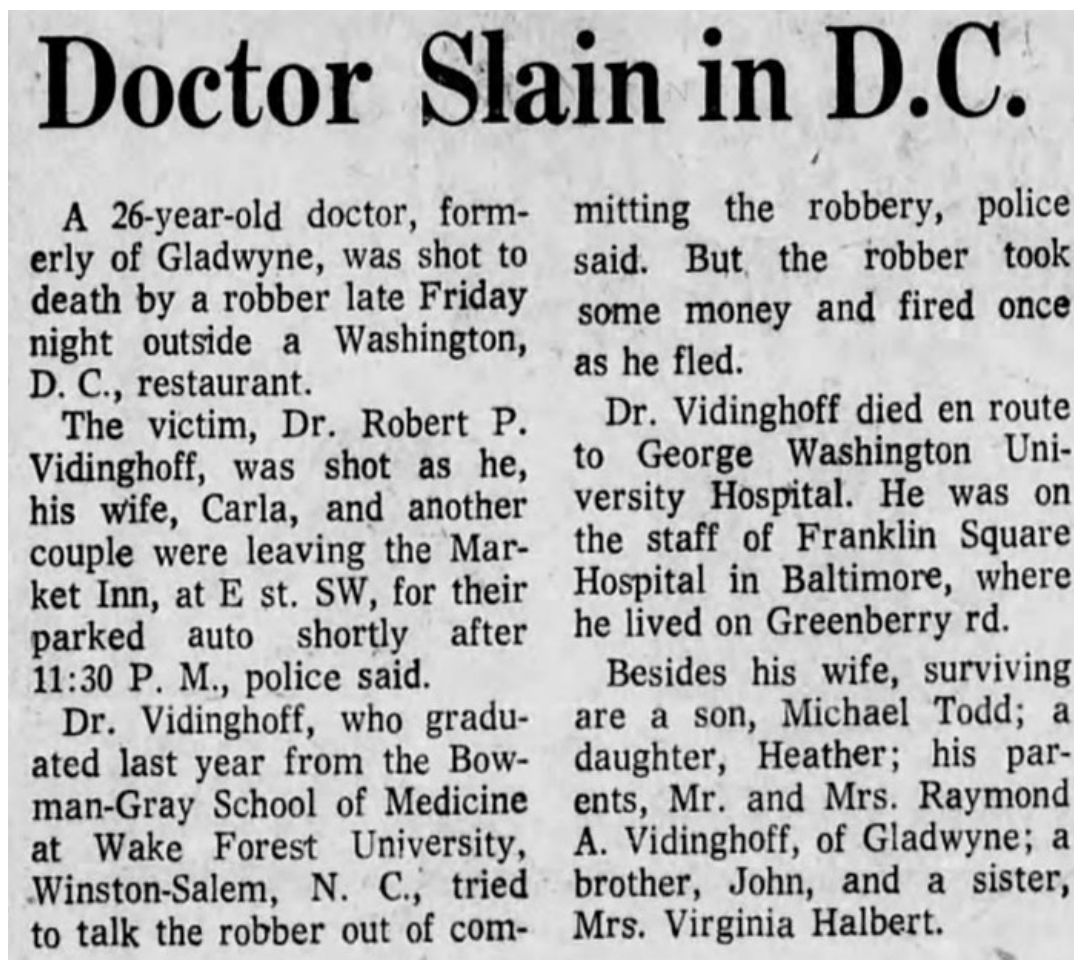 Doctor Slain in D.C.
A 26-year-old doctor, form-
erly of Gladwyne, was shot to
death by a robber late Friday
night outside a Washington,
D. C., restaurant.
The victim, Dr. Robert P.
Vidinghoff, was shot as he,
his wife, Carla, and another
couple were leaving the Mar-
ket Inn, at E st. SW, for their
parked auto shortly after
11:30 P. M., police said.
Dr. Vidinghoff, who gradu-
ated last year from the Bow-
man-Gray School of Medicine
at Wake Forest University,
Winston-Salem, N. C., tried
to talk the robber out of com-
mitting the robbery, police
said. But the robber took
some money and fired once
as he fled.
Dr. Vidinghoff died en route
to George Washington Uni-
versity Hospital. He was on
the staff of Franklin Square
Hospital in Baltimore, where
he lived on Greenberry rd.
Besides his wife, surviving
are a son, Michael Todd; a
daughter, Heather; his par-
ents, Mr. and Mrs. Raymond
A. Vidinghoff, of Gladwyne; a
brother, John, and a sister,
Mrs. Virginia Halbert.